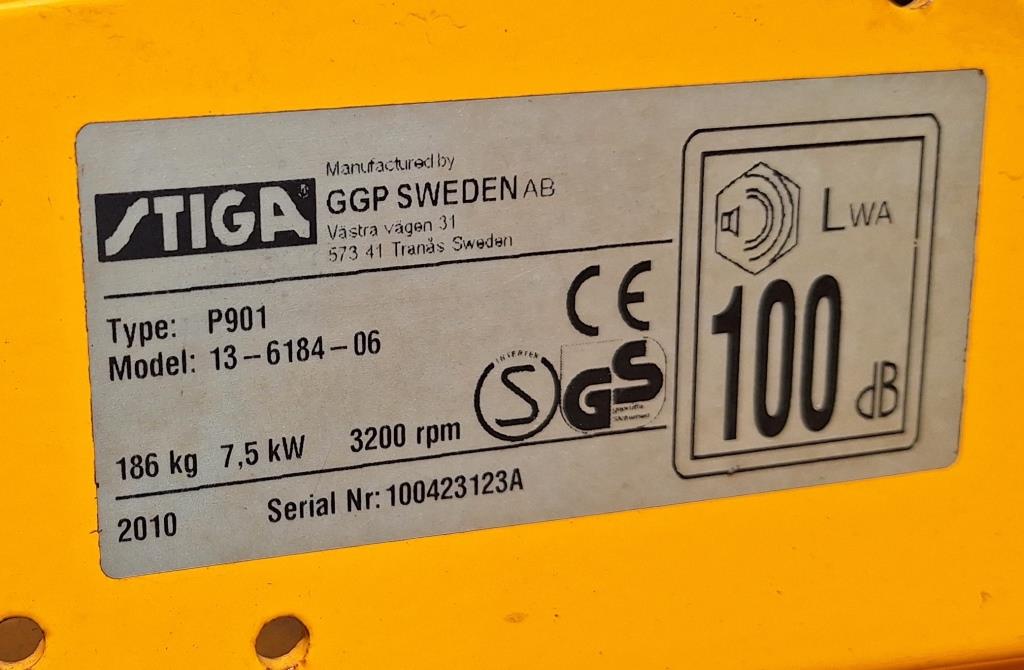 STIGA
Manufactured by
GGP SWEDEN AB
Västra vägen 31
573 41 Tranås Sweden
Type: P901
Model: 13-6184-06
186 kg 7,5 kW 3200 rpm
2010 Serial Nr: 100423123A
CE
INTERTEK
S
GS
LWA
100
dB